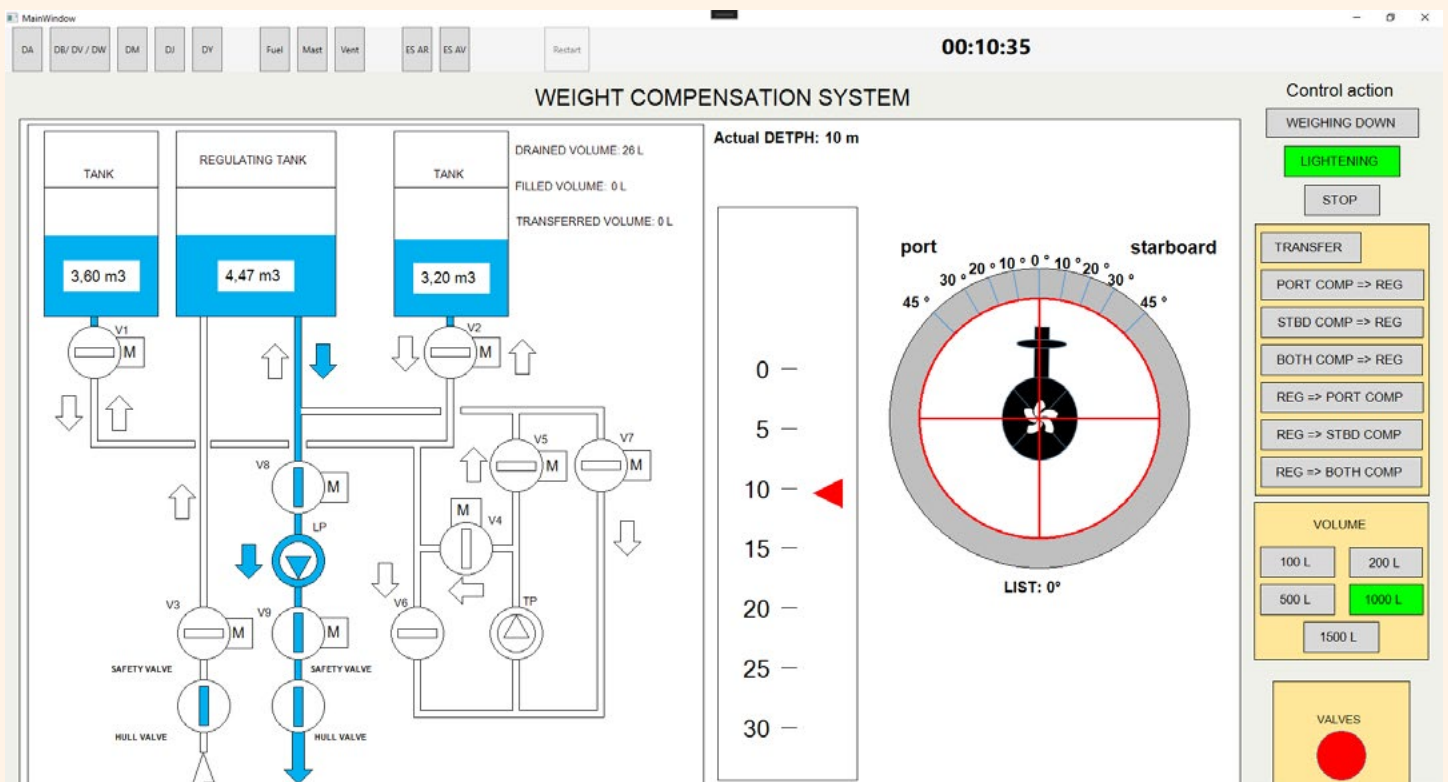 MainWindow
DA
DB/ DV / DW
DM
DJ
DY
Fuel
Mast
Vent
ES AR
ES AV
Restart
00:10:35
WEIGHT COMPENSATION SYSTEM
Control action
WEIGHING DOWN
LIGHTENING
STOP
TANK
REGULATING TANK
TANK
DRAINED VOLUME: 26 L
FILLED VOLUME: 0 L
TRANSFERRED VOLUME: 0 L
3,60 m3
4,47 m3
3,20 m3
V1
M
V2
M
V8
M
LP
V5
M
V7
M
M
V4
V3
M
V9
M
V6
TP
SAFETY VALVE
SAFETY VALVE
HULL VALVE
HULL VALVE
Actual DETPH: 10 m
0
5
10
15
20
25
30
port
starboard
45 °
30 °
20 °
10 °
0 °
10 °
20 °
30 °
45 °
LIST: 0°
TRANSFER
PORT COMP => REG
STBD COMP => REG
BOTH COMP => REG
REG => PORT COMP
REG => STBD COMP
REG => BOTH COMP
VOLUME
100 L
200 L
500 L
1000 L
1500 L
VALVES